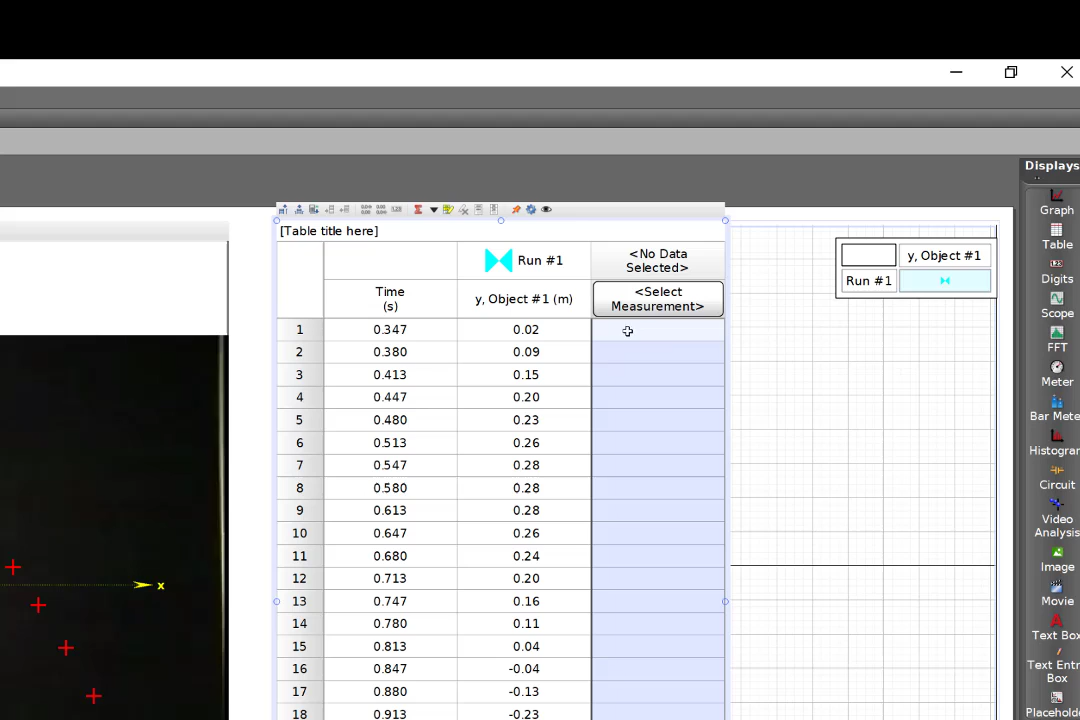 Displays
[Table title here]
Run #1
<No Data
Selected>
Time
(s)
y, Object #1 (m)
<Select
Measurement>
1 0.347 0.02
2 0.380 0.09
3 0.413 0.15
4 0.447 0.20
5 0.480 0.23
6 0.513 0.26
7 0.547 0.28
8 0.580 0.28
9 0.613 0.28
10 0.647 0.26
11 0.680 0.24
12 0.713 0.20
13 0.747 0.16
14 0.780 0.11
15 0.813 0.04
16 0.847 -0.04
17 0.880 -0.13
18 0.913 -0.23
x
y, Object #1
Run #1
Graph
Table
Digits
Scope
FFT
Meter
Bar Mete
Histogran
Circuit
Video
Analysis
Image
Movie
Text Box
Text Entr
Box
Placehold